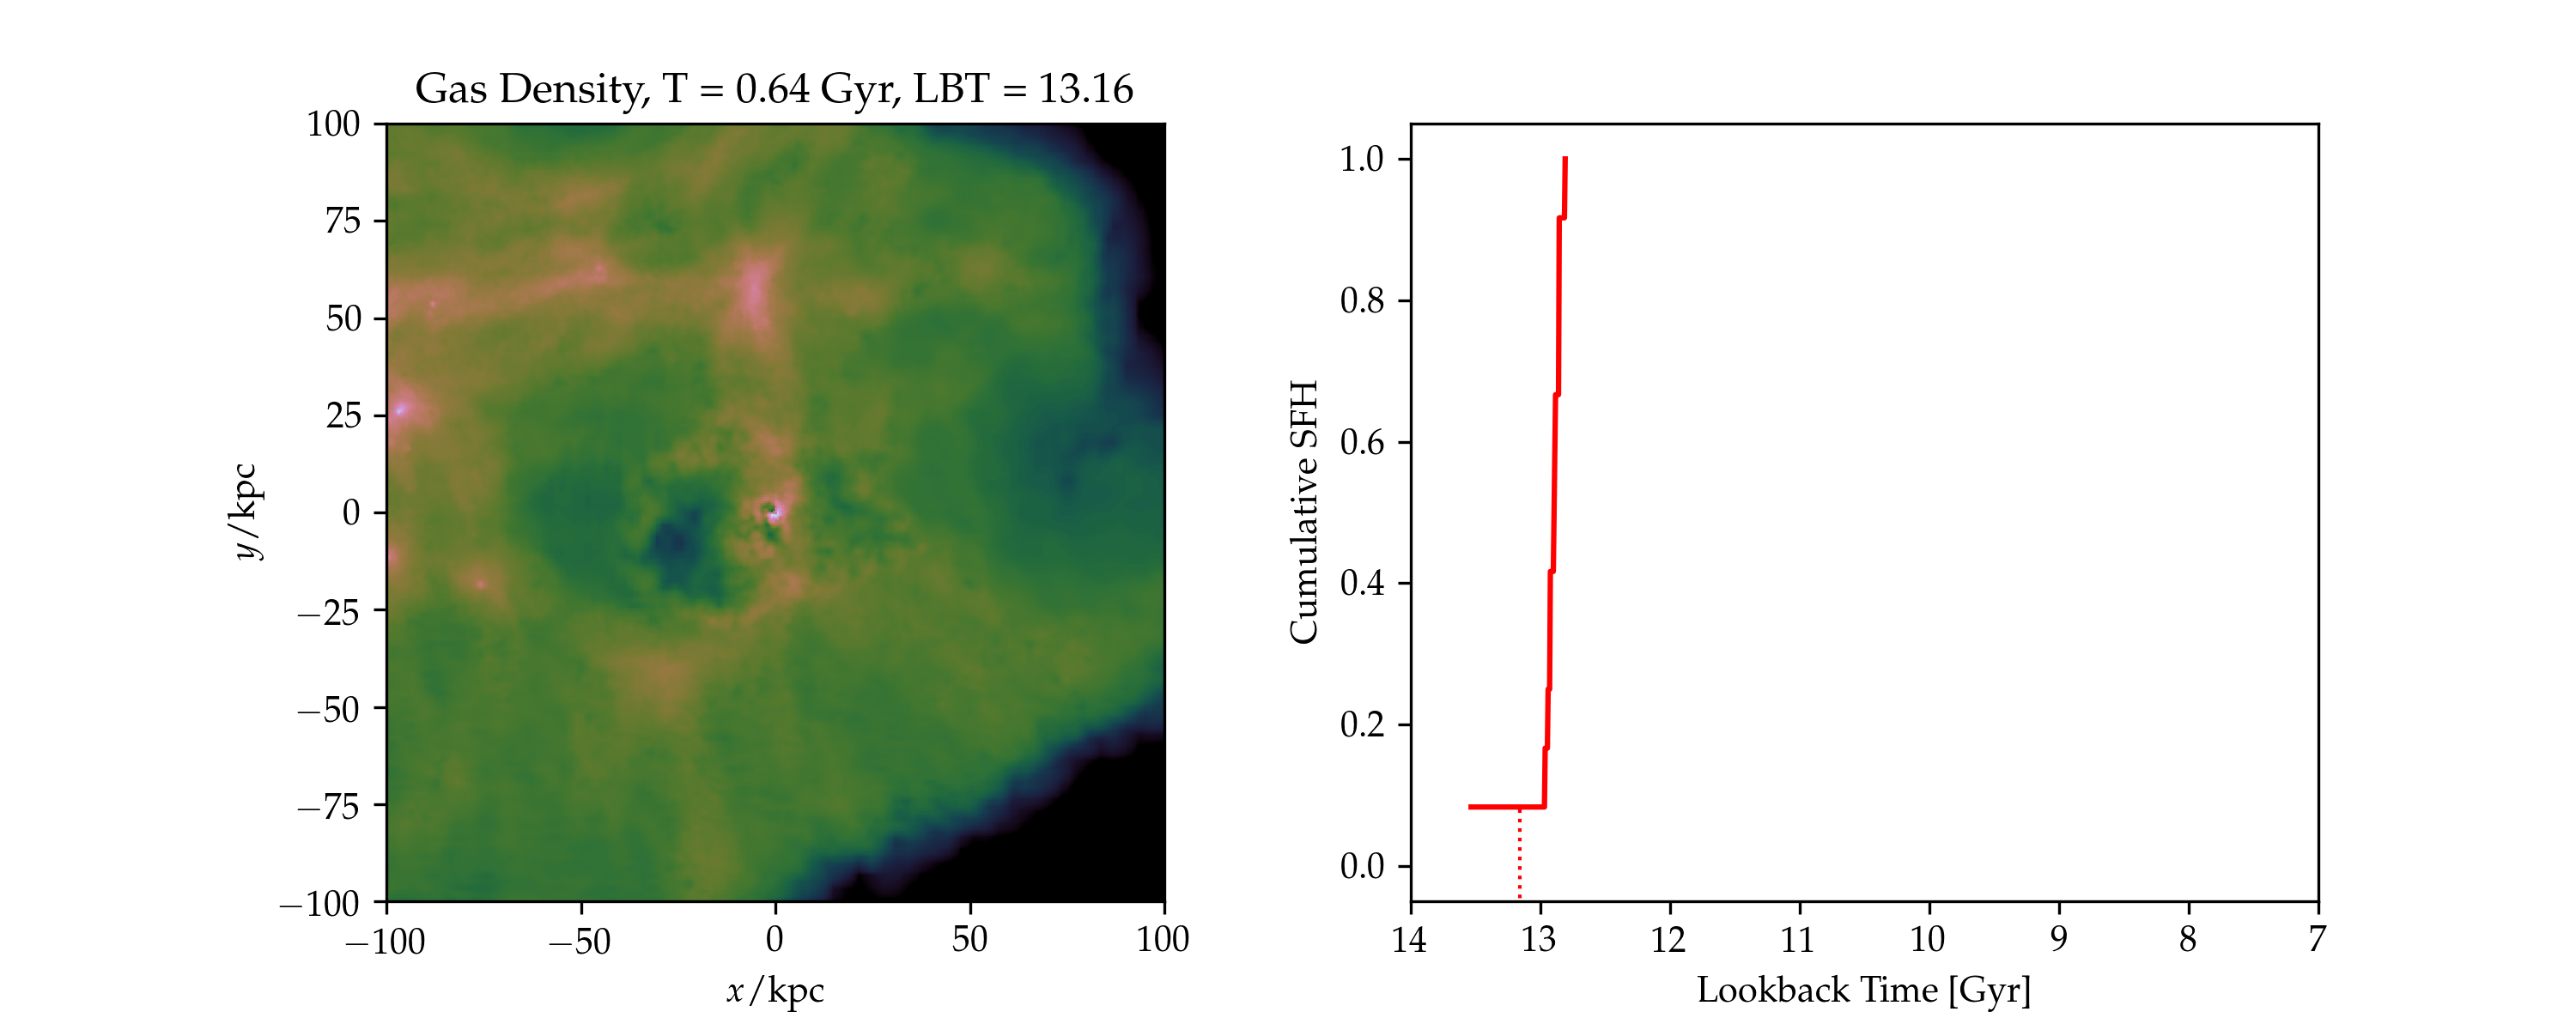 Gas Density, T = 0.64 Gyr, LBT = 13.16
100
75
50
25
0
−25
−50
−75
−100
y/kpc
−100 −50 0 50 100
x/kpc
1.0
0.8
0.6
0.4
0.2
0.0
Cumulative SFH
14 13 12 11 10 9 8 7
Lookback Time [Gyr]